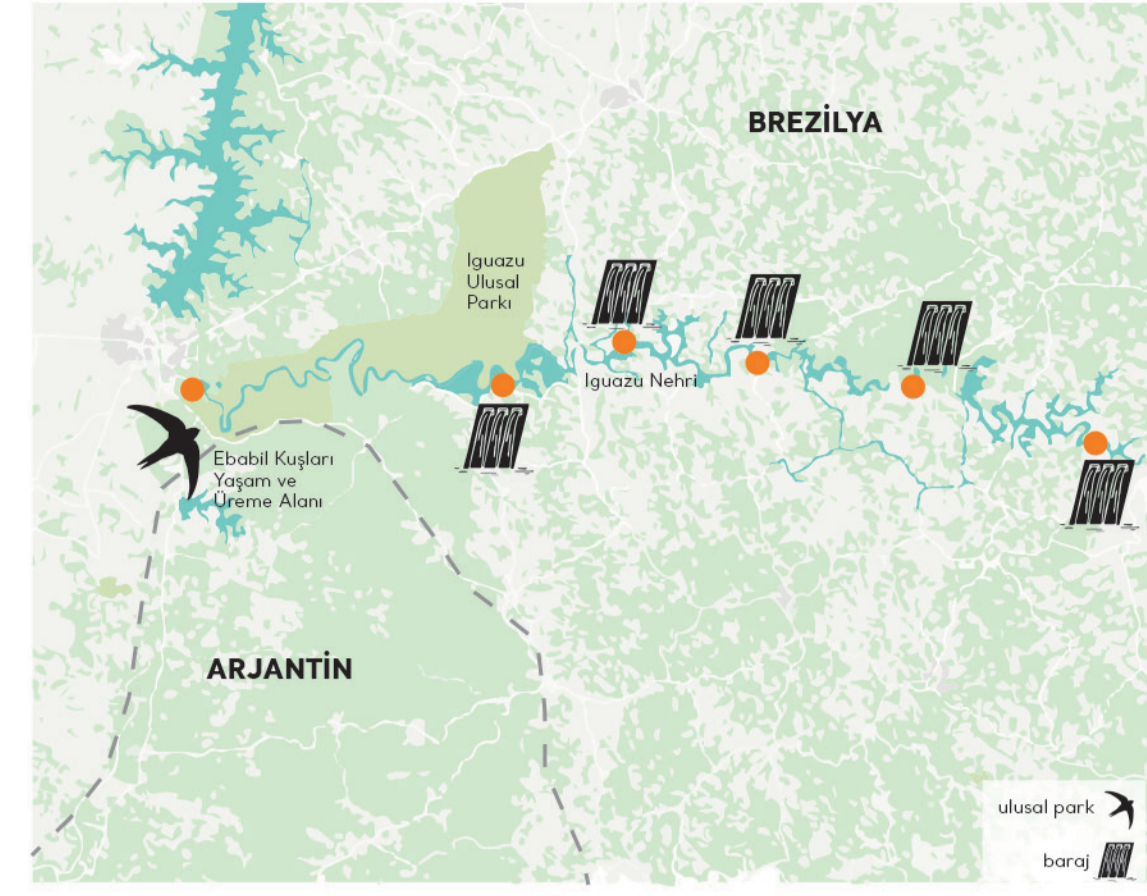 BREZİLYA
Iguazu
Ulusal
Parkı
Iguazu Nehri
Ebabil Kuşları
Yaşam ve
Üreme Alanı
ARJANTİN
ulusal park
baraj